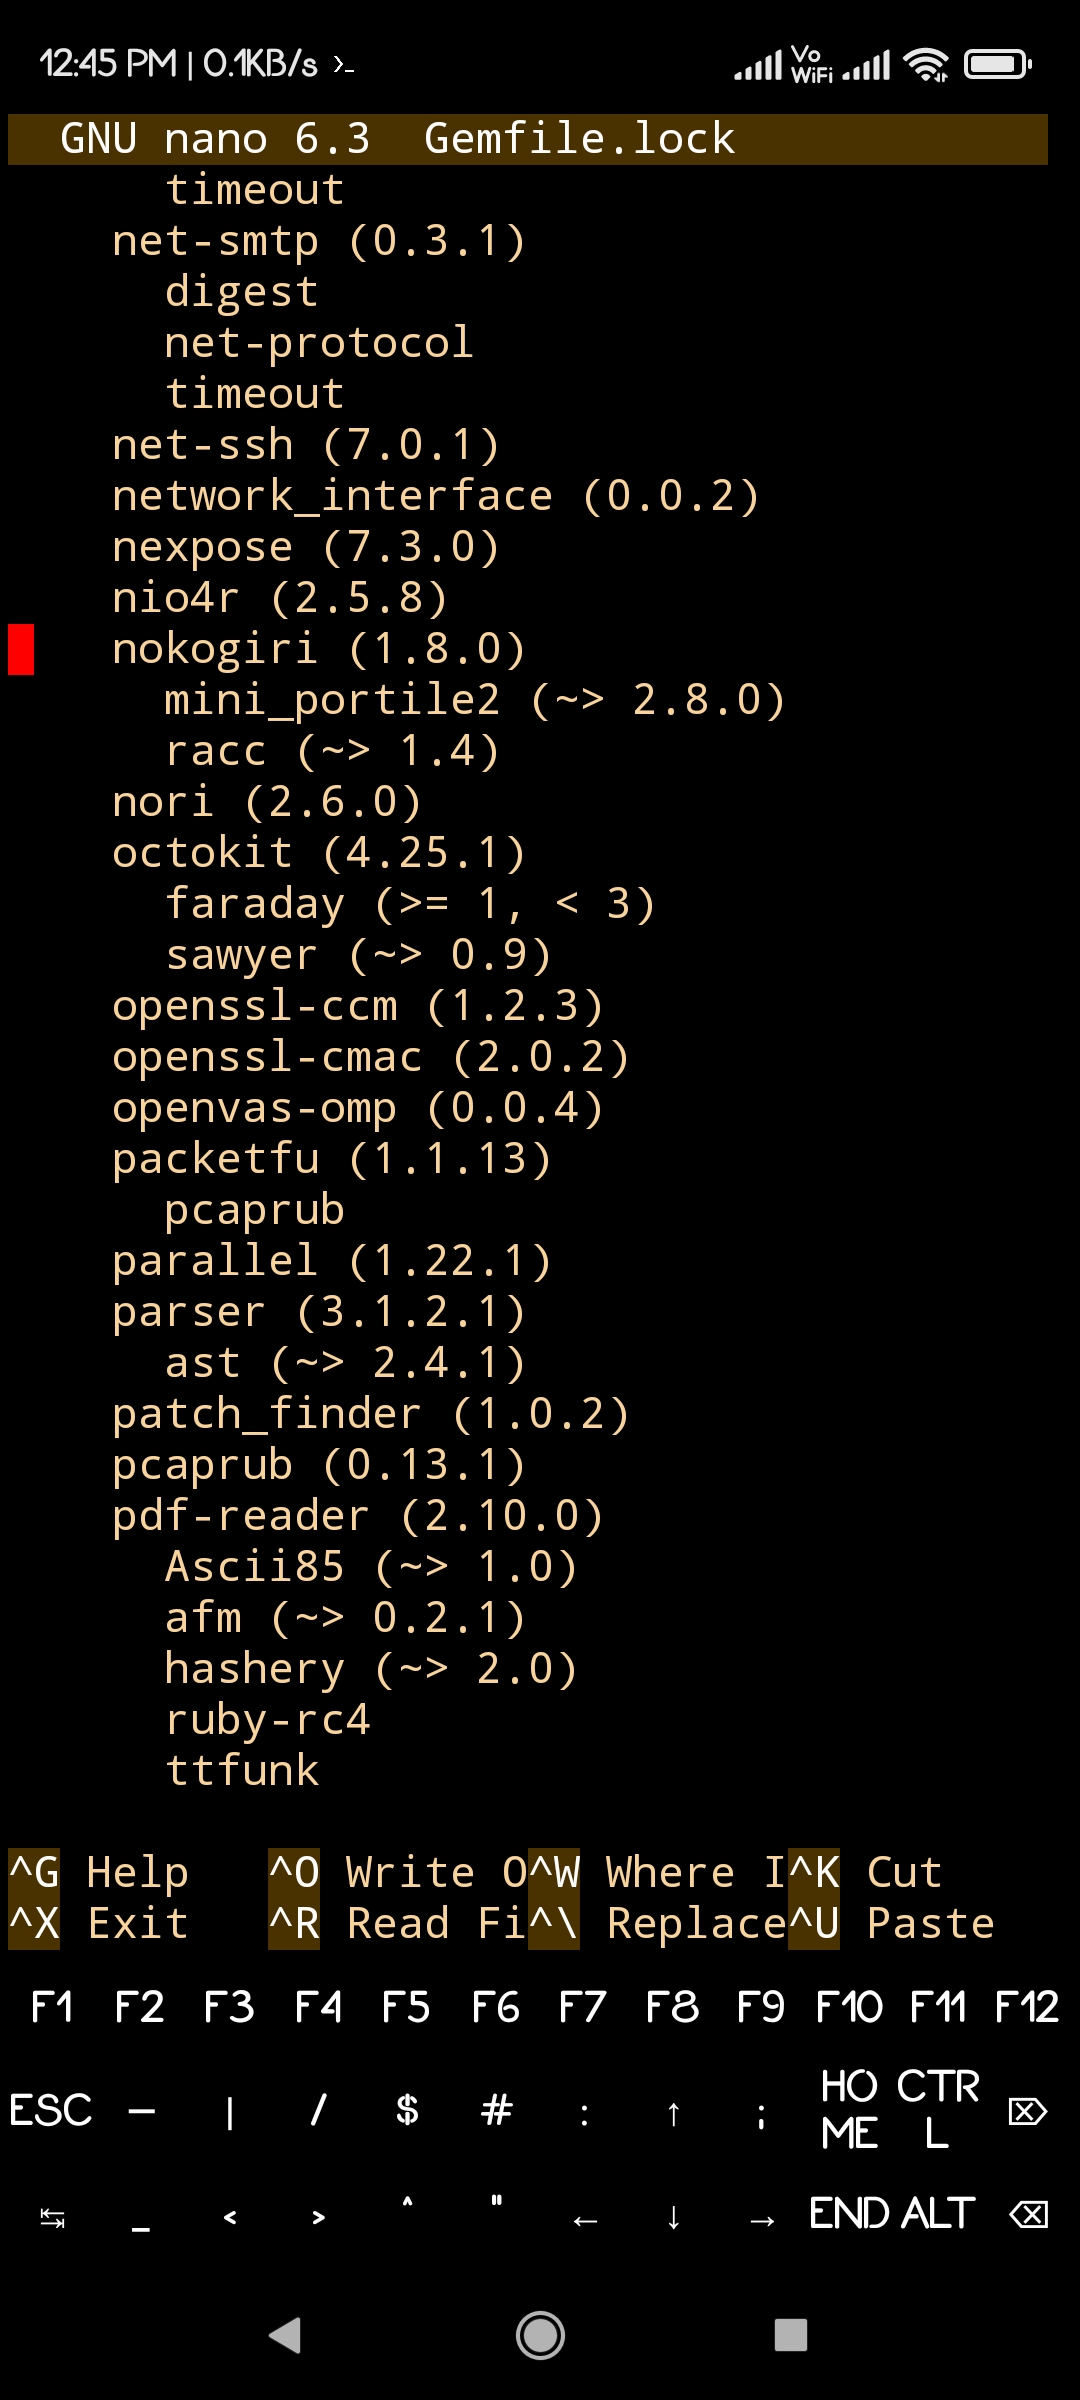 12:45 PM | 0.1KB/s >_ Vo WiFi
GNU nano 6.3 Gemfile.lock
timeout
net-smtp (0.3.1)
digest
net-protocol
timeout
net-ssh (7.0.1)
network_interface (0.0.2)
nexpose (7.3.0)
nio4r (2.5.8)
nokogiri (1.8.0)
mini_portile2 (~> 2.8.0)
racc (~> 1.4)
nori (2.6.0)
octokit (4.25.1)
faraday (>= 1, < 3)
sawyer (~> 0.9)
openssl-ccm (1.2.3)
openssl-cmac (2.0.2)
openvas-omp (0.0.4)
packetfu (1.1.13)
pcaprub
parallel (1.22.1)
parser (3.1.2.1)
ast (~> 2.4.1)
patch_finder (1.0.2)
pcaprub (0.13.1)
pdf-reader (2.10.0)
Ascii85 (~> 1.0)
afm (~> 0.2.1)
hashery (~> 2.0)
ruby-rc4
ttfunk
^G Help ^O Write O^W Where I^K Cut
^X Exit ^R Read Fi^\ Replace^U Paste
F1 F2 F3 F4 F5 F6 F7 F8 F9 F10 F11 F12
ESC — | / $ # : ↑ ; HOME CTRL ⌦
↹ _ < > ^ " ← ↓ → END ALT ⌫